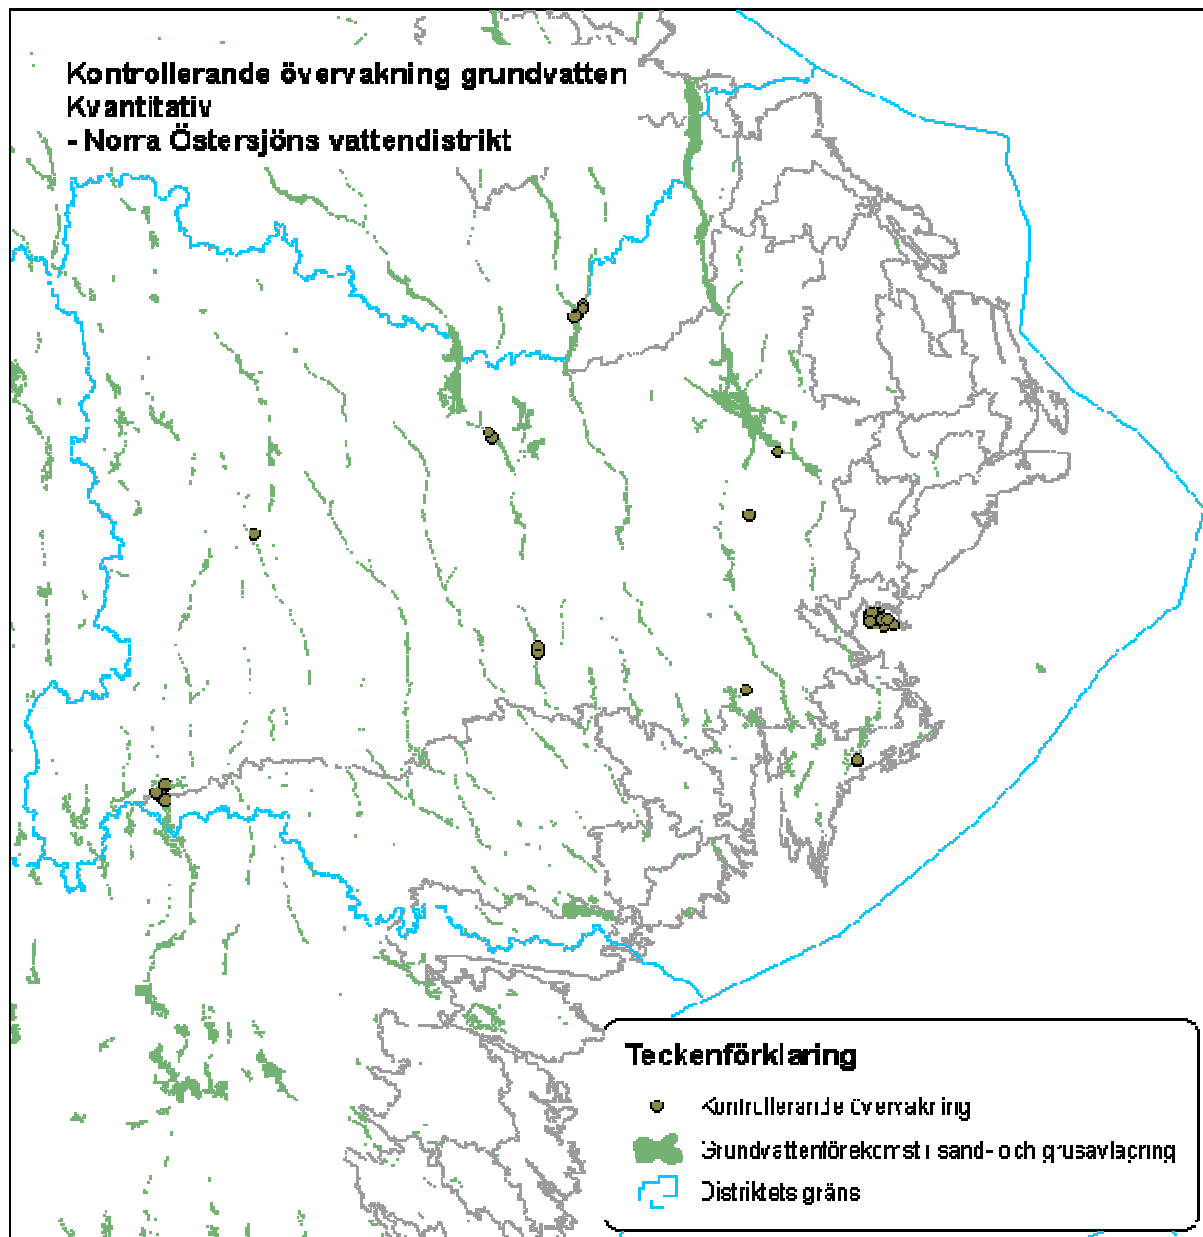 Kontrollerande övervakning grundvatten
Kvantitativ
- Norra Östersjöns vattendistrikt
Teckenförklaring
Kontrollerande övervakning
Grundvattenförekomst i sand- och grusavlagring
Distriktets gräns